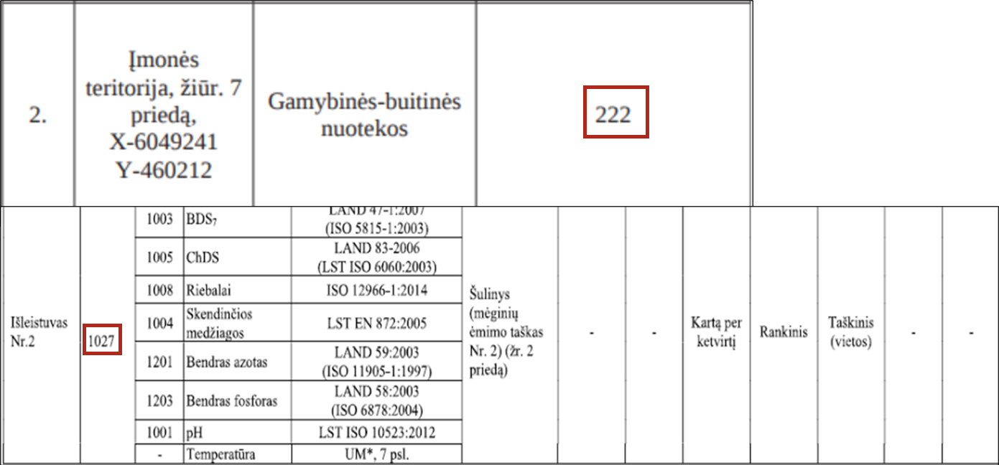 2.
Įmonės
teritorija, žiūr. 7
priedą,
X-6049241
Y-460212
Gamybinės-buitinės
nuotekos
222
Išleistuvas
Nr.2
1027
1003 BDS₇
LAND 47-1:2007
(ISO 5815-1:2003)
1005 ChDS
LAND 83-2006
(LST ISO 6060:2003)
1008 Riebalai ISO 12966-1:2014
1004 Skendinčios
medžiagos
LST EN 872:2005
1201 Bendras azotas
LAND 59:2003
(ISO 11905-1:1997)
1203 Bendras fosforas
LAND 58:2003
(ISO 6878:2004)
1001 pH LST ISO 10523:2012
- Temperatūra UM*, 7 psl.
Šulinys
(mėginių
ėmimo taškas
Nr. 2) (žr. 2
priedą)
-
-
Kartą per
ketvirtį
Rankinis
Taškinis
(vietos)
-
-